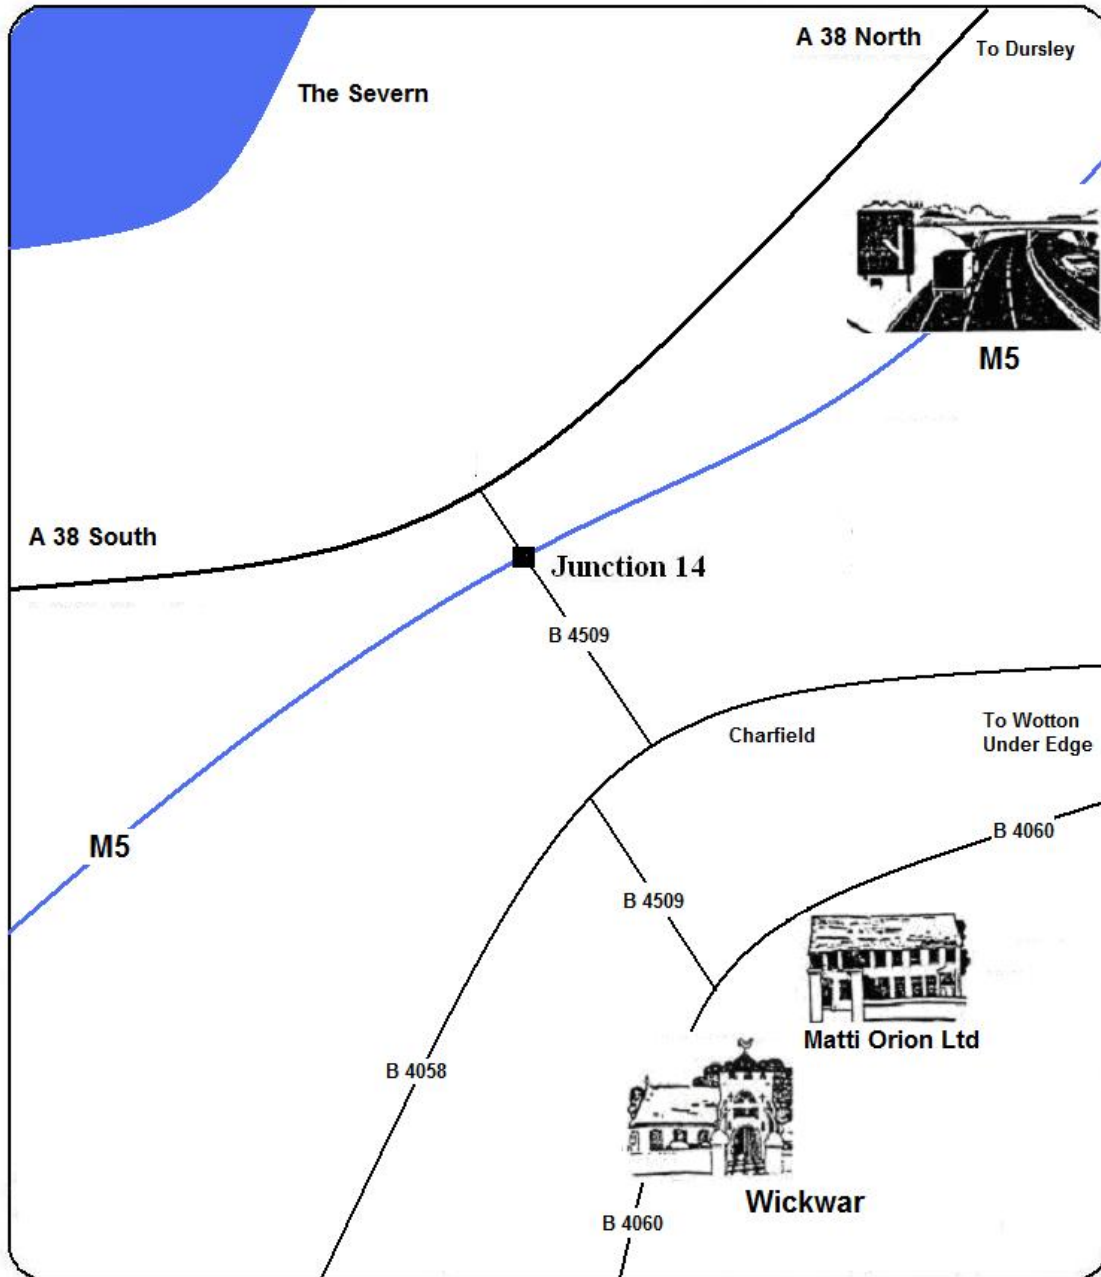 A 38 North
To Dursley
The Severn
M5
A 38 South
Junction 14
B 4509
Charfield
To Wotton
Under Edge
B 4060
M5
B 4509
Matti Orion Ltd
B 4058
Wickwar
B 4060